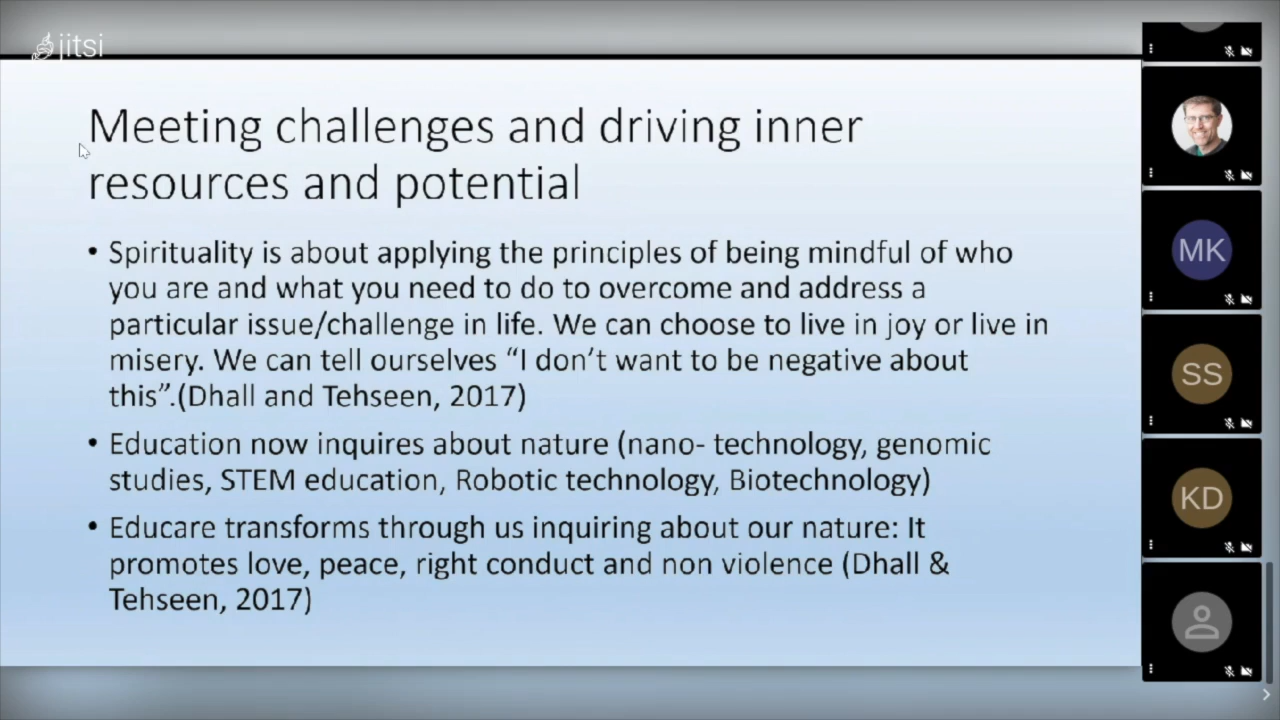 jitsi
Meeting challenges and driving inner
resources and potential
• Spirituality is about applying the principles of being mindful of who
you are and what you need to do to overcome and address a
particular issue/challenge in life. We can choose to live in joy or live in
misery. We can tell ourselves “I don’t want to be negative about
this”.(Dhall and Tehseen, 2017)
• Education now inquires about nature (nano- technology, genomic
studies, STEM education, Robotic technology, Biotechnology)
• Educare transforms through us inquiring about our nature: It
promotes love, peace, right conduct and non violence (Dhall &
Tehseen, 2017)
MK
SS
KD